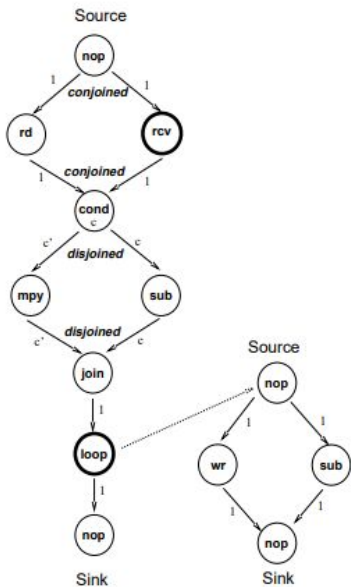 Source
nop
1 1
conjoined
rd rcv
conjoined
1 1
cond
c
c' c
disjoined
mpy sub
disjoined
c' c
join
Source
1
nop
1 1
loop
wr sub
1
1 1
nop
nop
Sink
Sink